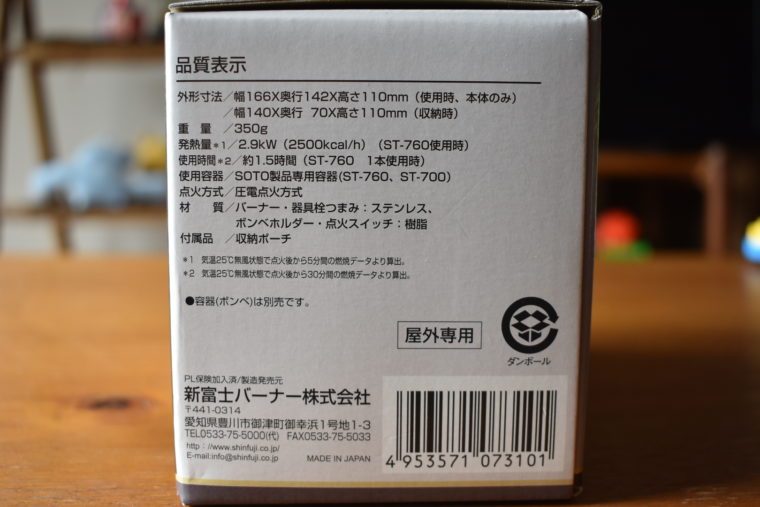 品質表示
外形寸法／幅166X奥行142X高さ110mm（使用時、本体のみ）
／幅140X奥行 70X高さ110mm（収納時）
重　量／350g
発熱量＊1／2.9kW（2500kcal/h）（ST-760使用時）
使用時間＊2／約1.5時間（ST-760　1本使用時）
使用容器／SOTO製品専用容器(ST-760、ST-700)
点火方式／圧電点火方式
材　質／バーナー・器具栓つまみ：ステンレス、
ボンベホルダー・点火スイッチ：樹脂
付属品／収納ポーチ
＊1　気温25℃無風状態で点火後から5分間の燃焼データより算出。
＊2　気温25℃無風状態で点火後から30分間の燃焼データより算出。
●容器(ボンベ)は別売です。
屋外専用
ダンボール
PL保険加入済/製造発売元
新富士バーナー株式会社
〒441-0314
愛知県豊川市御津町御幸浜1号地1-3
TEL0533-75-5000(代)　FAX0533-75-5033
http：//www.shinfuji.co.jp/
E-mail:info@shinfuji.co.jp　MADE IN JAPAN
4 953571 073101